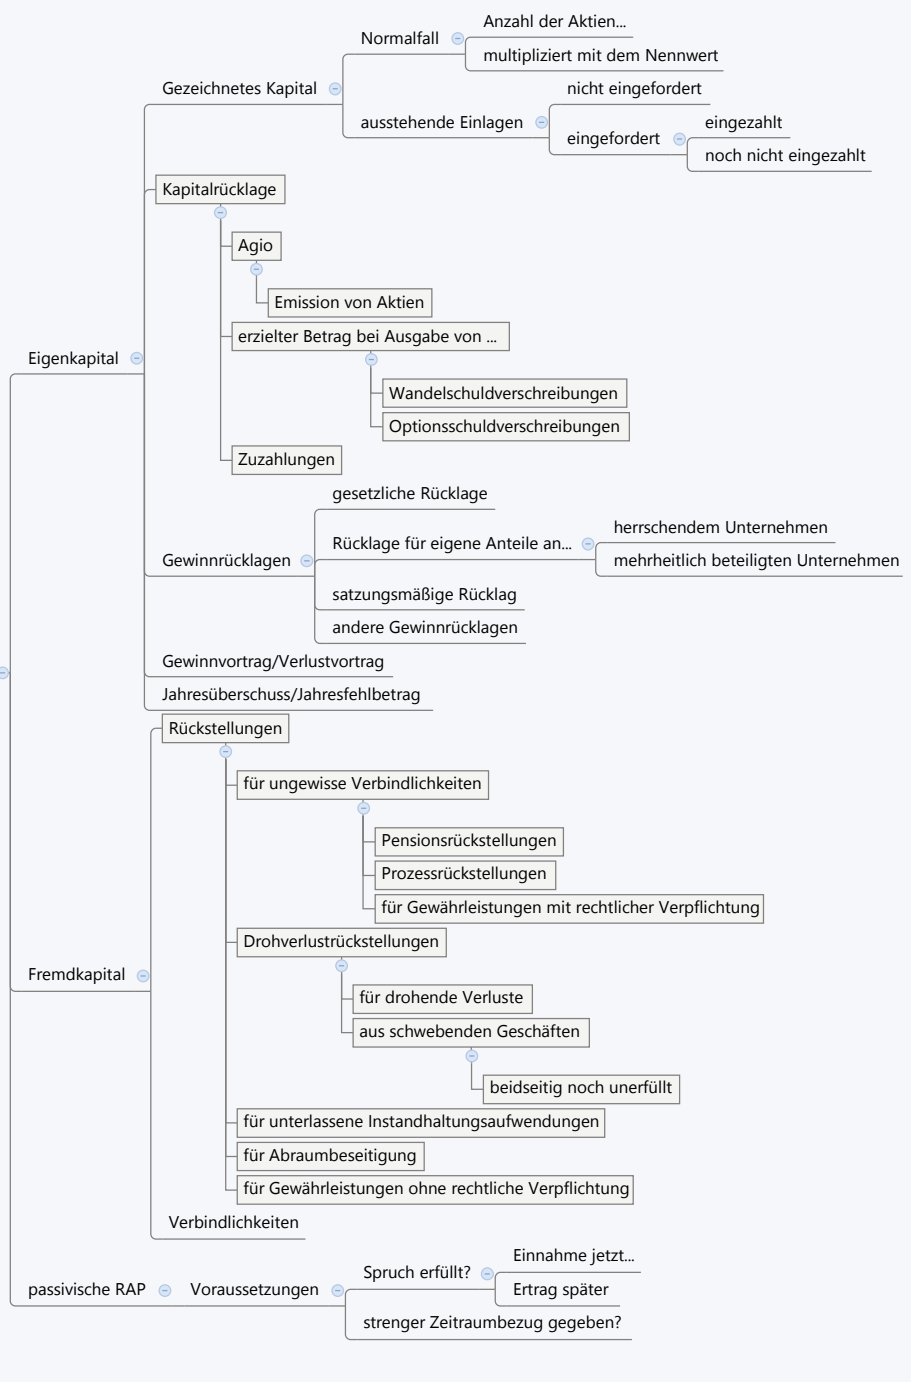 Anzahl der Aktien...
Normalfall
multipliziert mit dem Nennwert
Gezeichnetes Kapital
nicht eingefordert
ausstehende Einlagen
eingezahlt
eingefordert
noch nicht eingezahlt
Kapitalrücklage
Agio
Emission von Aktien
erzielter Betrag bei Ausgabe von ...
Eigenkapital
Wandelschuldverschreibungen
Optionsschuldverschreibungen
Zuzahlungen
gesetzliche Rücklage
herrschendem Unternehmen
Rücklage für eigene Anteile an...
Gewinnrücklagen
mehrheitlich beteiligten Unternehmen
satzungsmäßige Rücklag
andere Gewinnrücklagen
Gewinnvortrag/Verlustvortrag
Jahresüberschuss/Jahresfehlbetrag
Rückstellungen
für ungewisse Verbindlichkeiten
Pensionsrückstellungen
Prozessrückstellungen
für Gewährleistungen mit rechtlicher Verpflichtung
Drohverlustrückstellungen
Fremdkapital
für drohende Verluste
aus schwebenden Geschäften
beidseitig noch unerfüllt
für unterlassene Instandhaltungsaufwendungen
für Abraumbeseitigung
für Gewährleistungen ohne rechtliche Verpflichtung
Verbindlichkeiten
Einnahme jetzt...
Spruch erfüllt?
passivische RAP
Voraussetzungen
Ertrag später
strenger Zeitraumbezug gegeben?